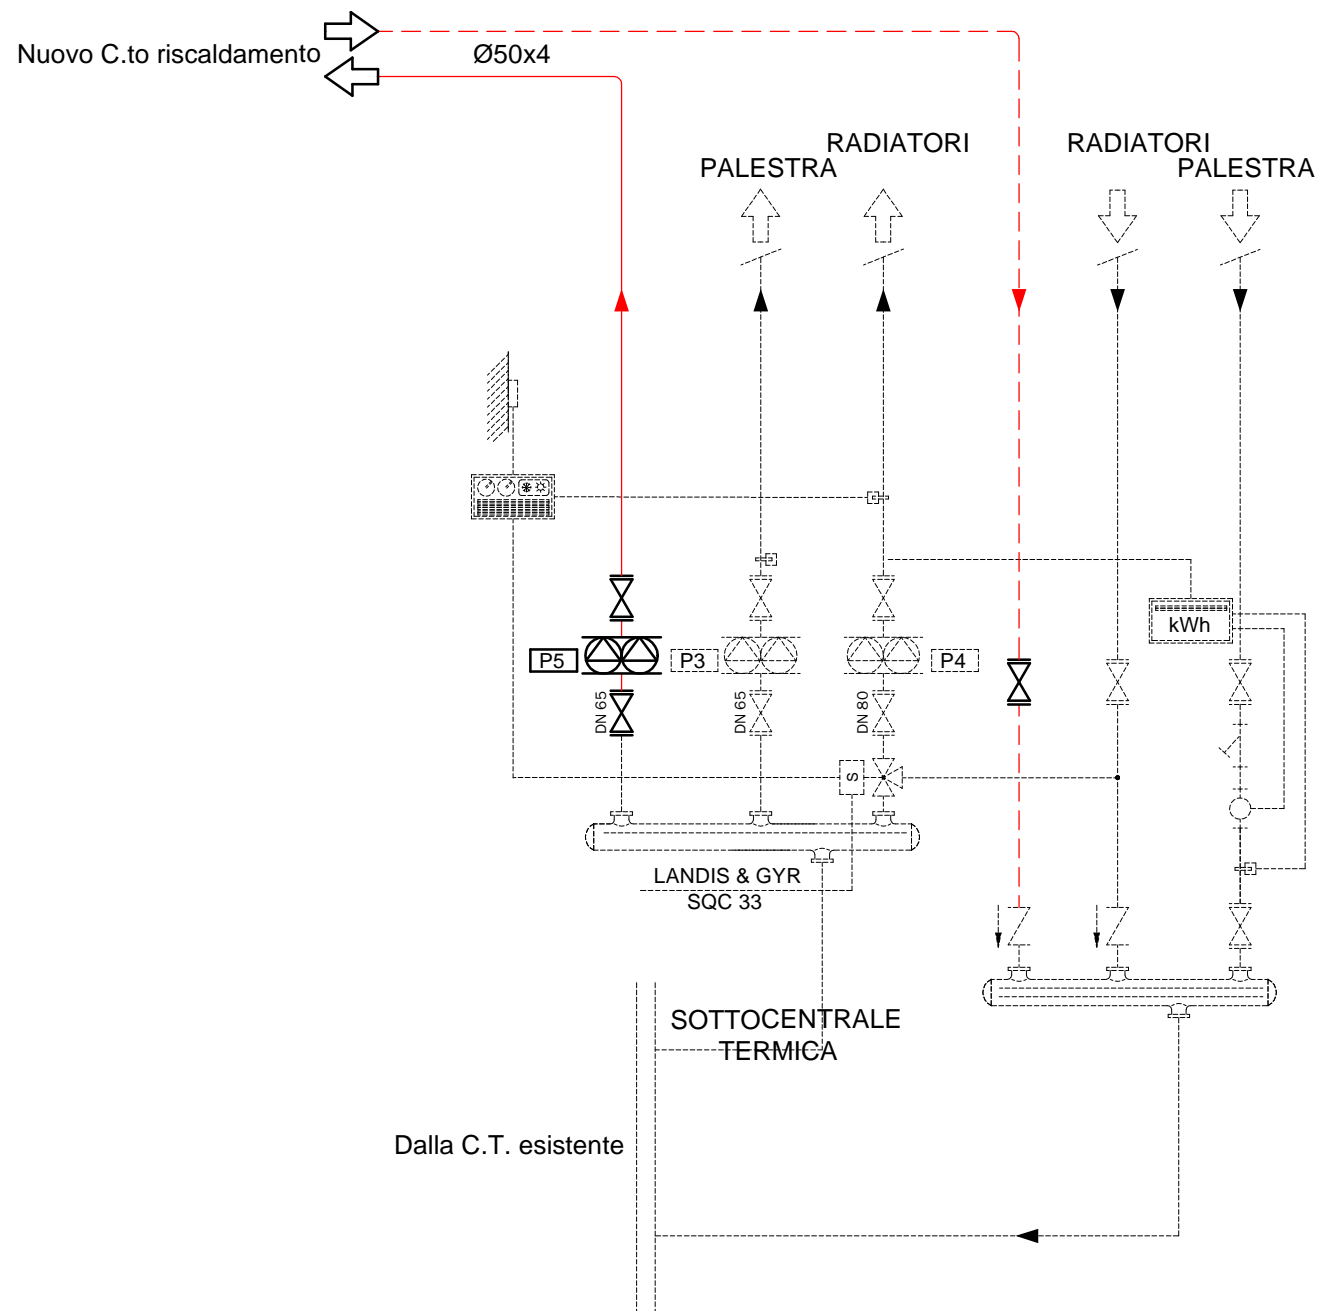 Nuovo C.to riscaldamento
Ø50x4
RADIATORI
RADIATORI
PALESTRA
PALESTRA
kWh
P5
P3
P4
DN 65
DN 65
DN 80
S
LANDIS & GYR
SQC 33
SOTTOCENTRALE
TERMICA
Dalla C.T. esistente